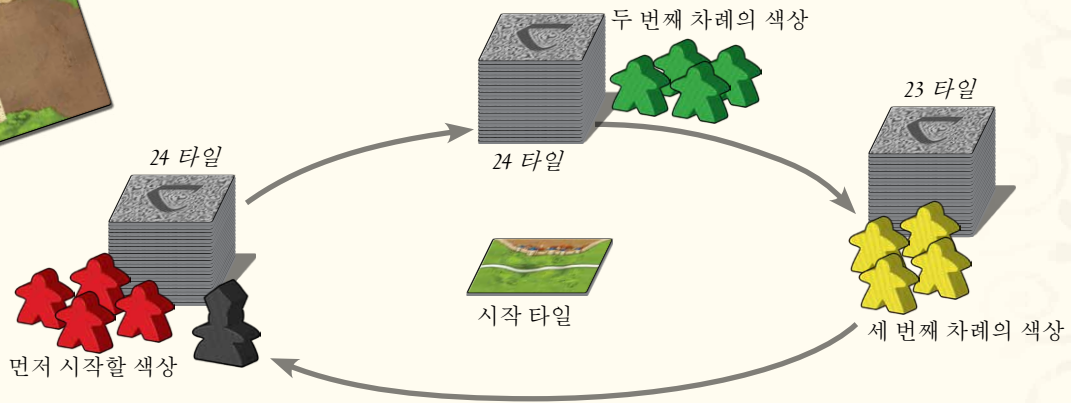 두 번째 차례의 색상
23 타일
24 타일
24 타일
시작 타일
세 번째 차례의 색상
먼저 시작할 색상